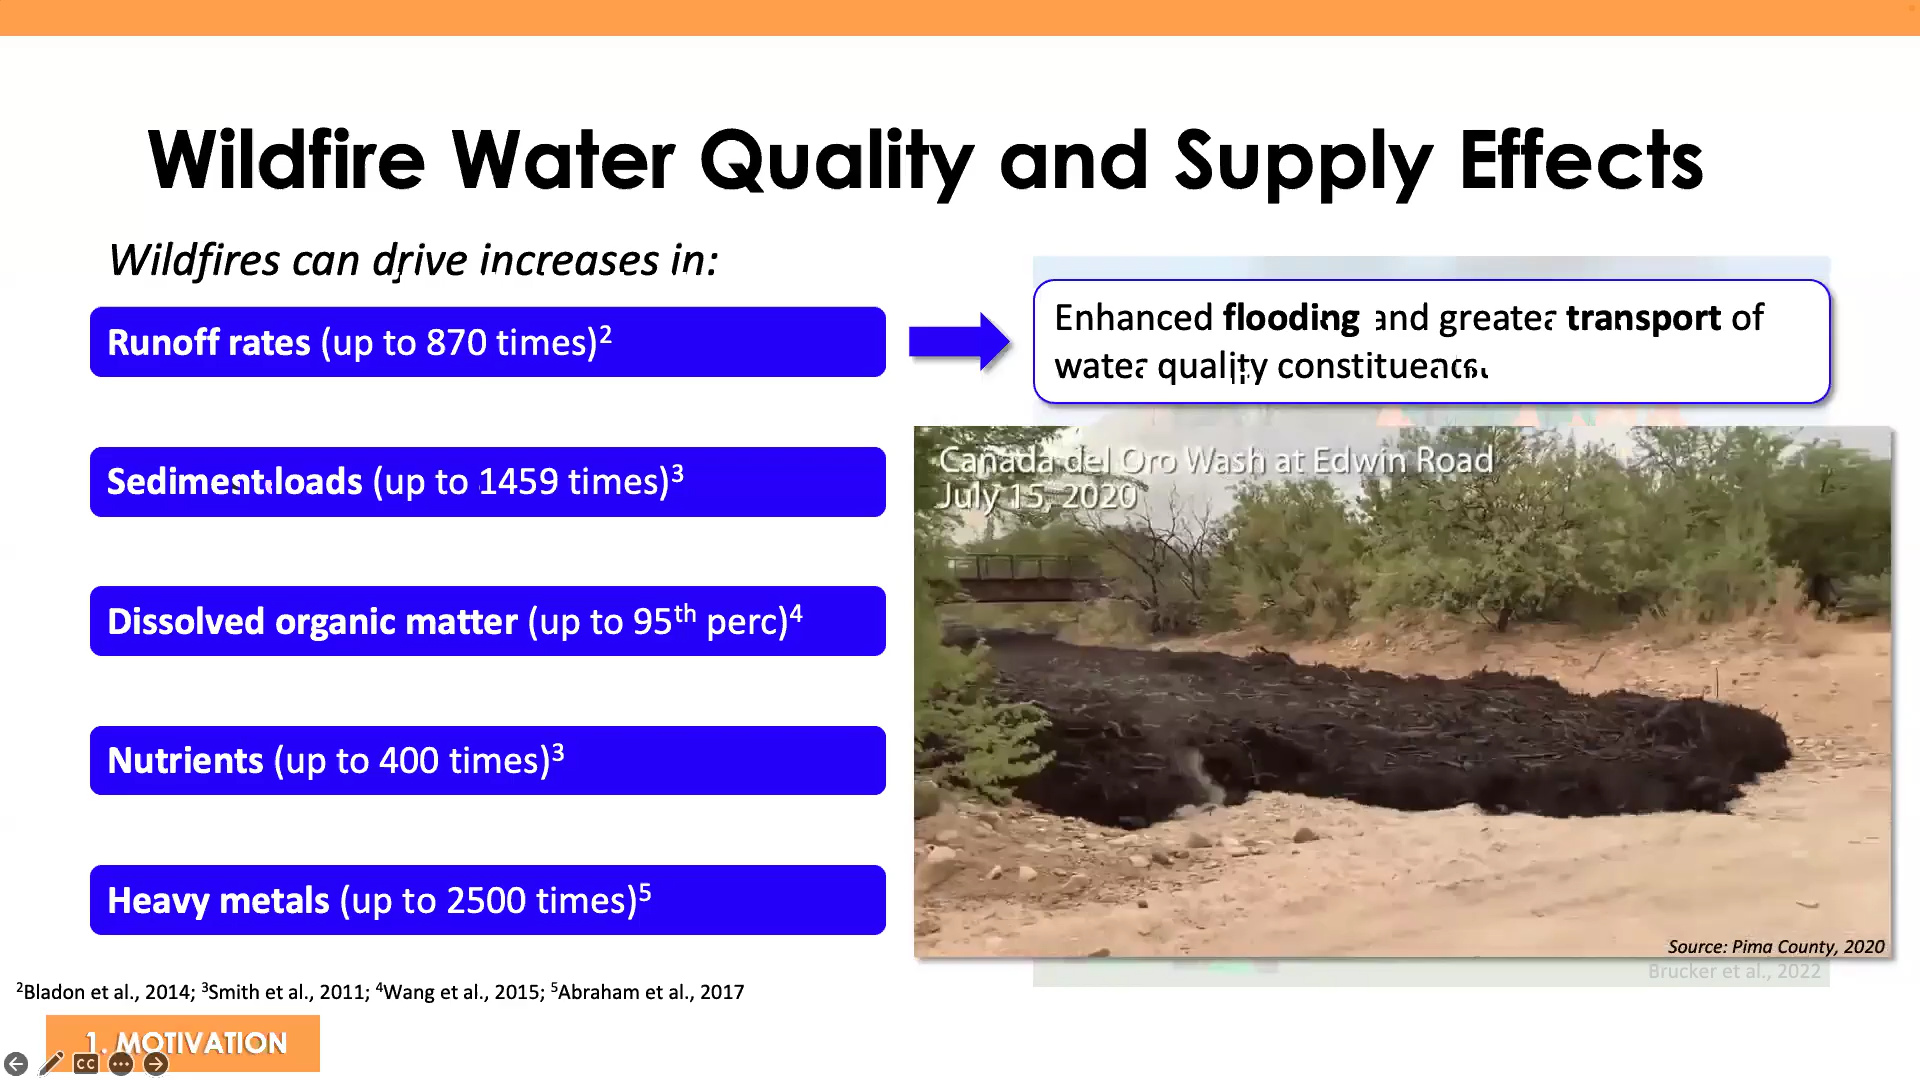 Wildfire Water Quality and Supply Effects
Wildfires can drive increases in:
Runoff rates (up to 870 times)²
Enhanced flooding and greater transport of
water quality constituents.
Sediment loads (up to 1459 times)³
Cañada del Oro Wash at Edwin Road
July 15, 2020
Dissolved organic matter (up to 95ᵗʰ perc)⁴
Nutrients (up to 400 times)³
Heavy metals (up to 2500 times)⁵
Source: Pima County, 2020
Brucker et al., 2022
²Bladon et al., 2014; ³Smith et al., 2011; ⁴Wang et al., 2015; ⁵Abraham et al., 2017
1. MOTIVATION
CC